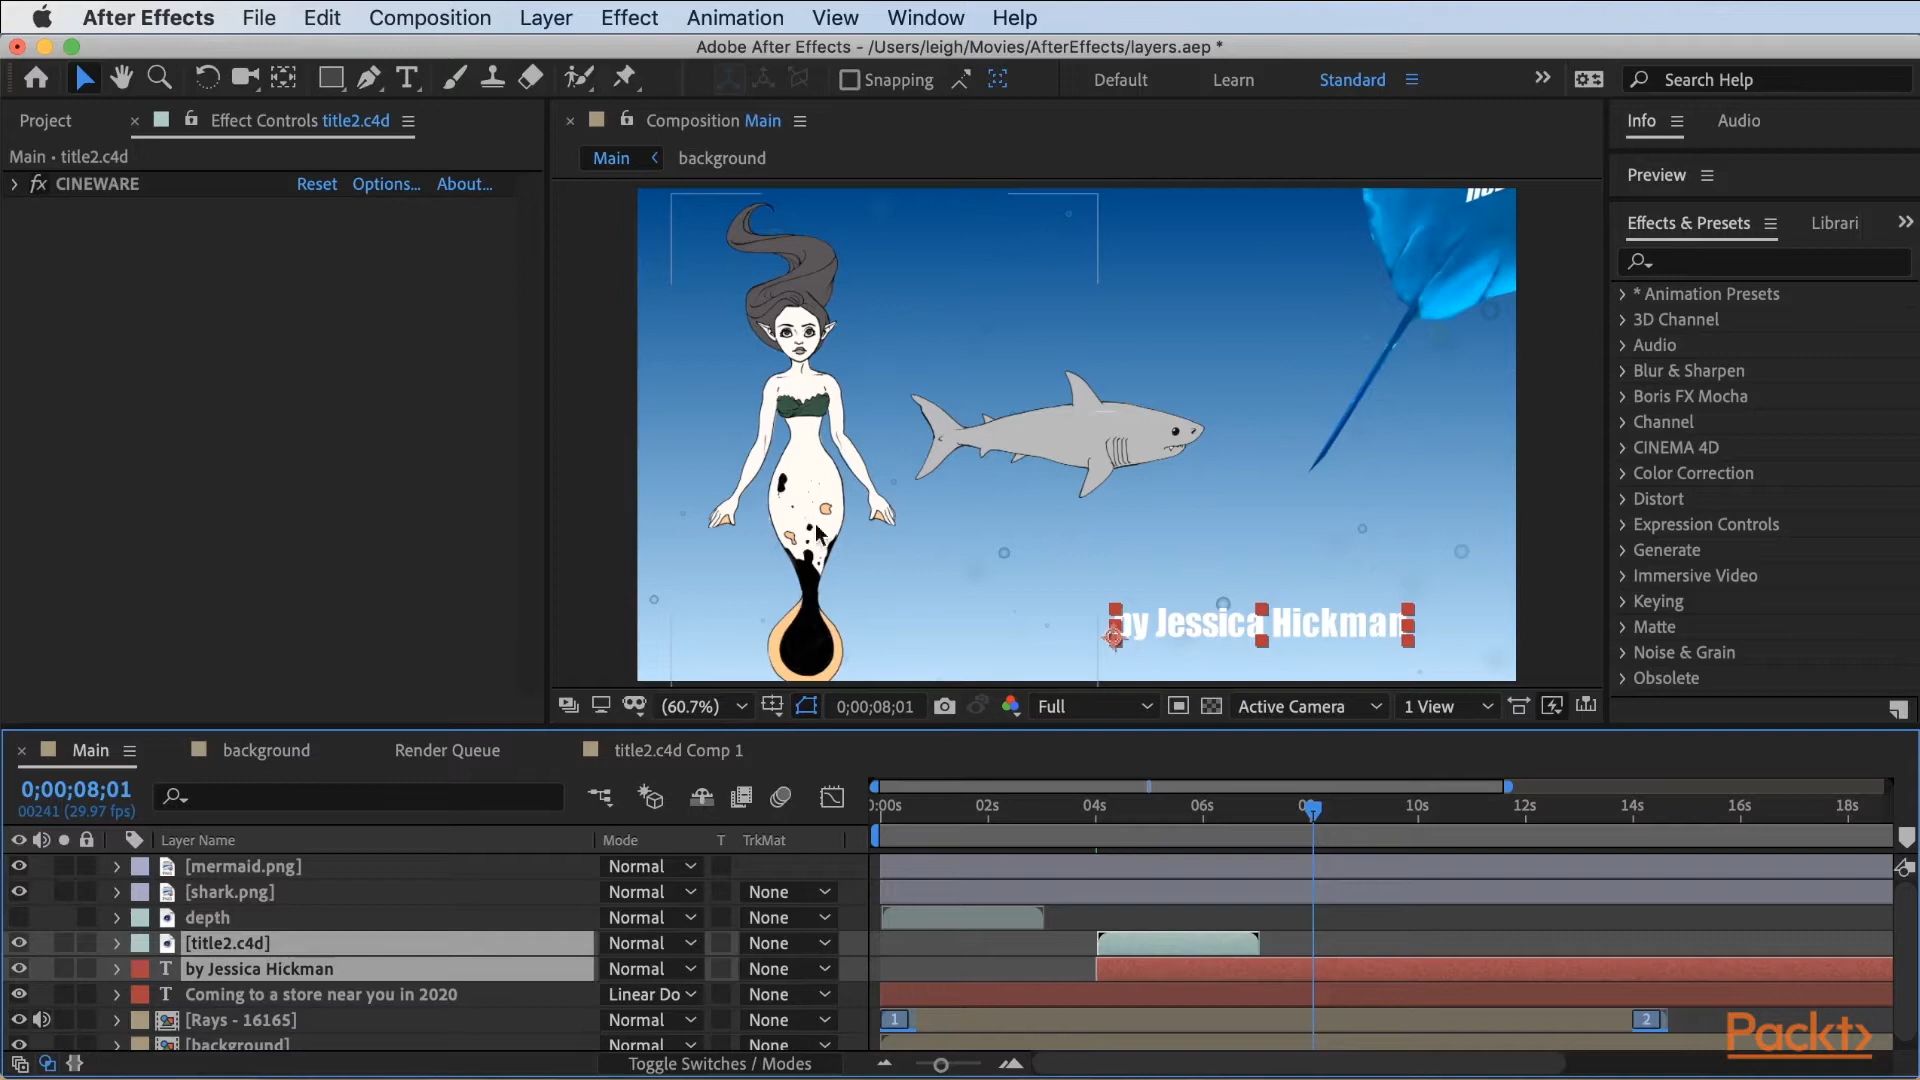 After Effects File Edit Composition Layer Effect Animation View Window Help
Adobe After Effects - /Users/leigh/Movies/AfterEffects/layers.aep *
Snapping Default Learn Standard Search Help
Project Effect Controls title2.c4d Composition Main Info Audio
Main • title2.c4d Main background
fx CINEWARE Reset Options... About... Preview
Effects & Presets Librari
* Animation Presets
3D Channel
Audio
Blur & Sharpen
Boris FX Mocha
Channel
CINEMA 4D
Color Correction
Distort
Expression Controls
Generate
Immersive Video
Keying
Matte
Noise & Grain
Obsolete
by Jessica Hickman
(60.7%) 0;00;08;01 Full Active Camera 1 View
Main background Render Queue title2.c4d Comp 1
0;00;08;01
00241 (29.97 fps)
0:00s 02s 04s 06s 10s 12s 14s 16s 18s
Layer Name Mode T TrkMat
[mermaid.png] Normal
[shark.png] Normal None
depth Normal None
[title2.c4d] Normal None
T by Jessica Hickman Normal None
T Coming to a store near you in 2020 Linear Do None
[Rays - 16165] Normal None 1 2
[background] Normal None
Toggle Switches / Modes
Packt>